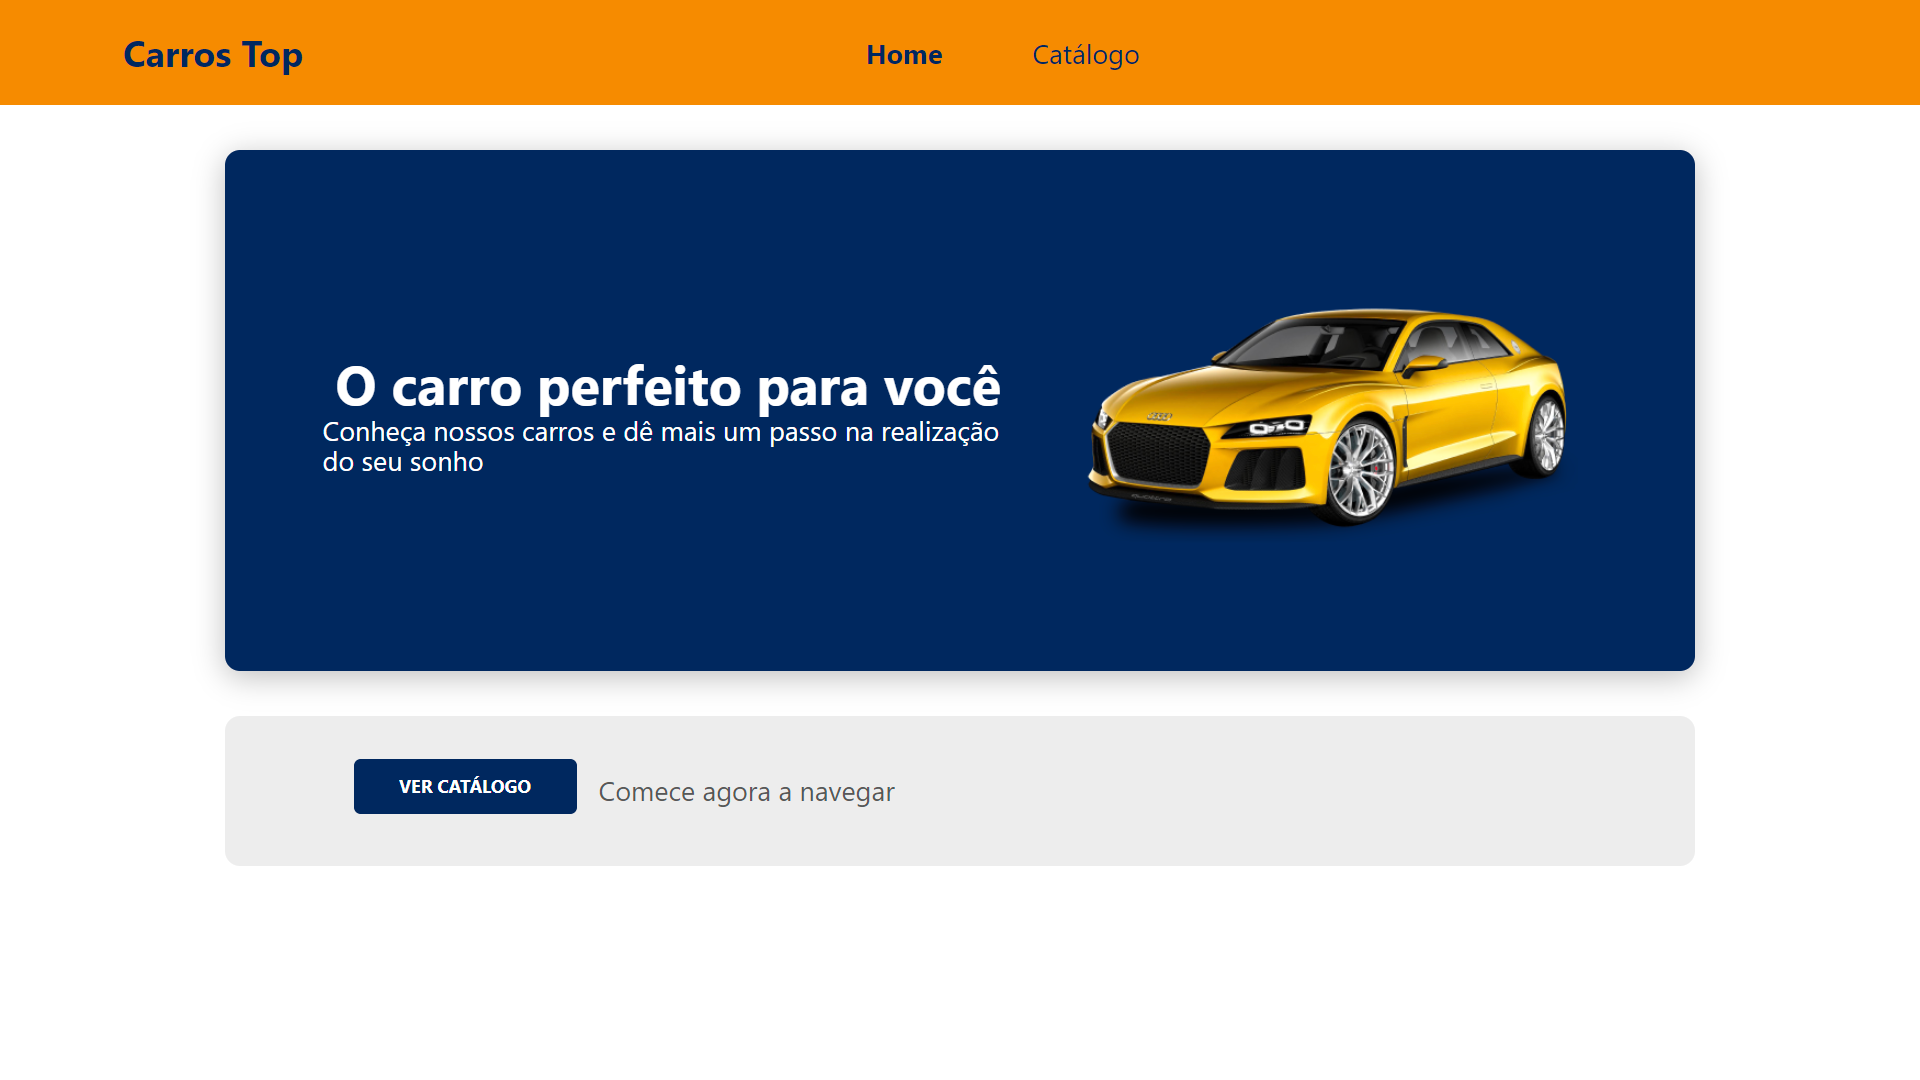 Carros Top
Home
Catálogo
O carro perfeito para você
Conheça nossos carros e dê mais um passo na realização
do seu sonho
VER CATÁLOGO
Comece agora a navegar